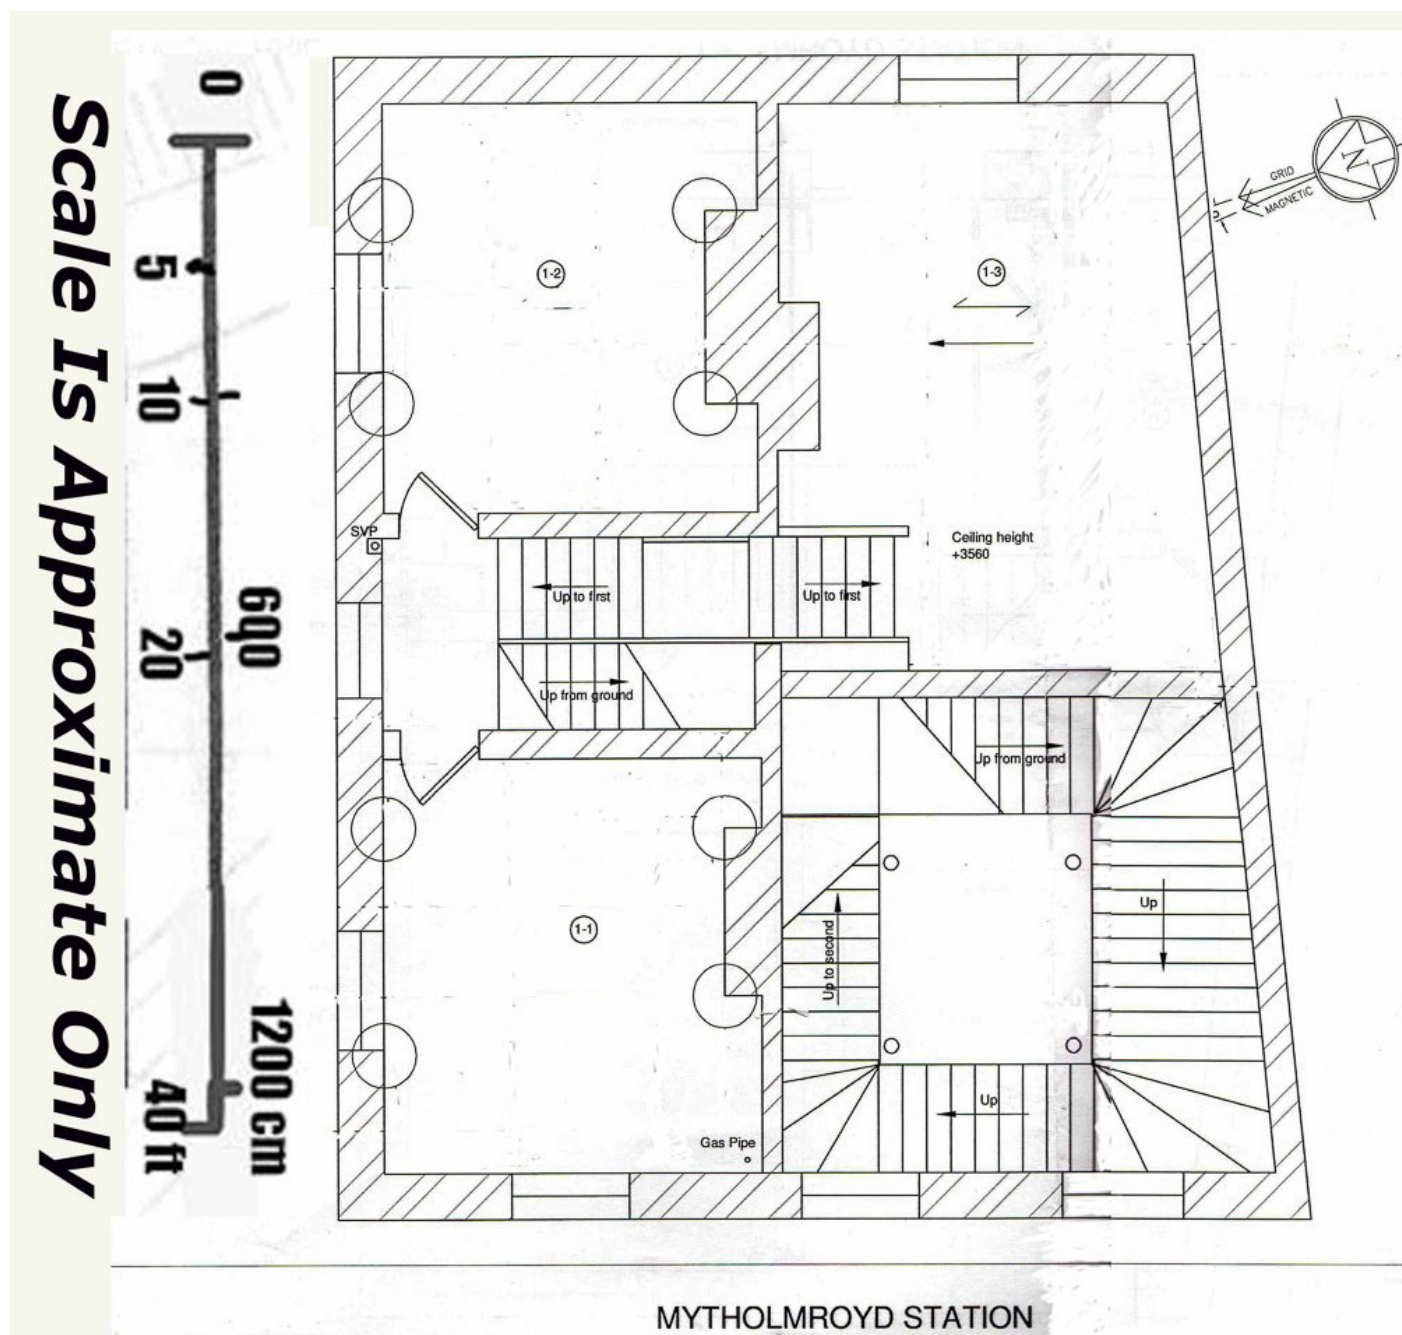 Scale Is Approximate Only
0
5
10
20
600
1200 cm
40 ft
N
GRID
MAGNETIC
1-2
1-3
SVP
Up to first
Up to first
Ceiling height
+3560
Up from ground
Up from ground
1-1
Up to second
Up
Up
Gas Pipe
MYTHOLMROYD STATION